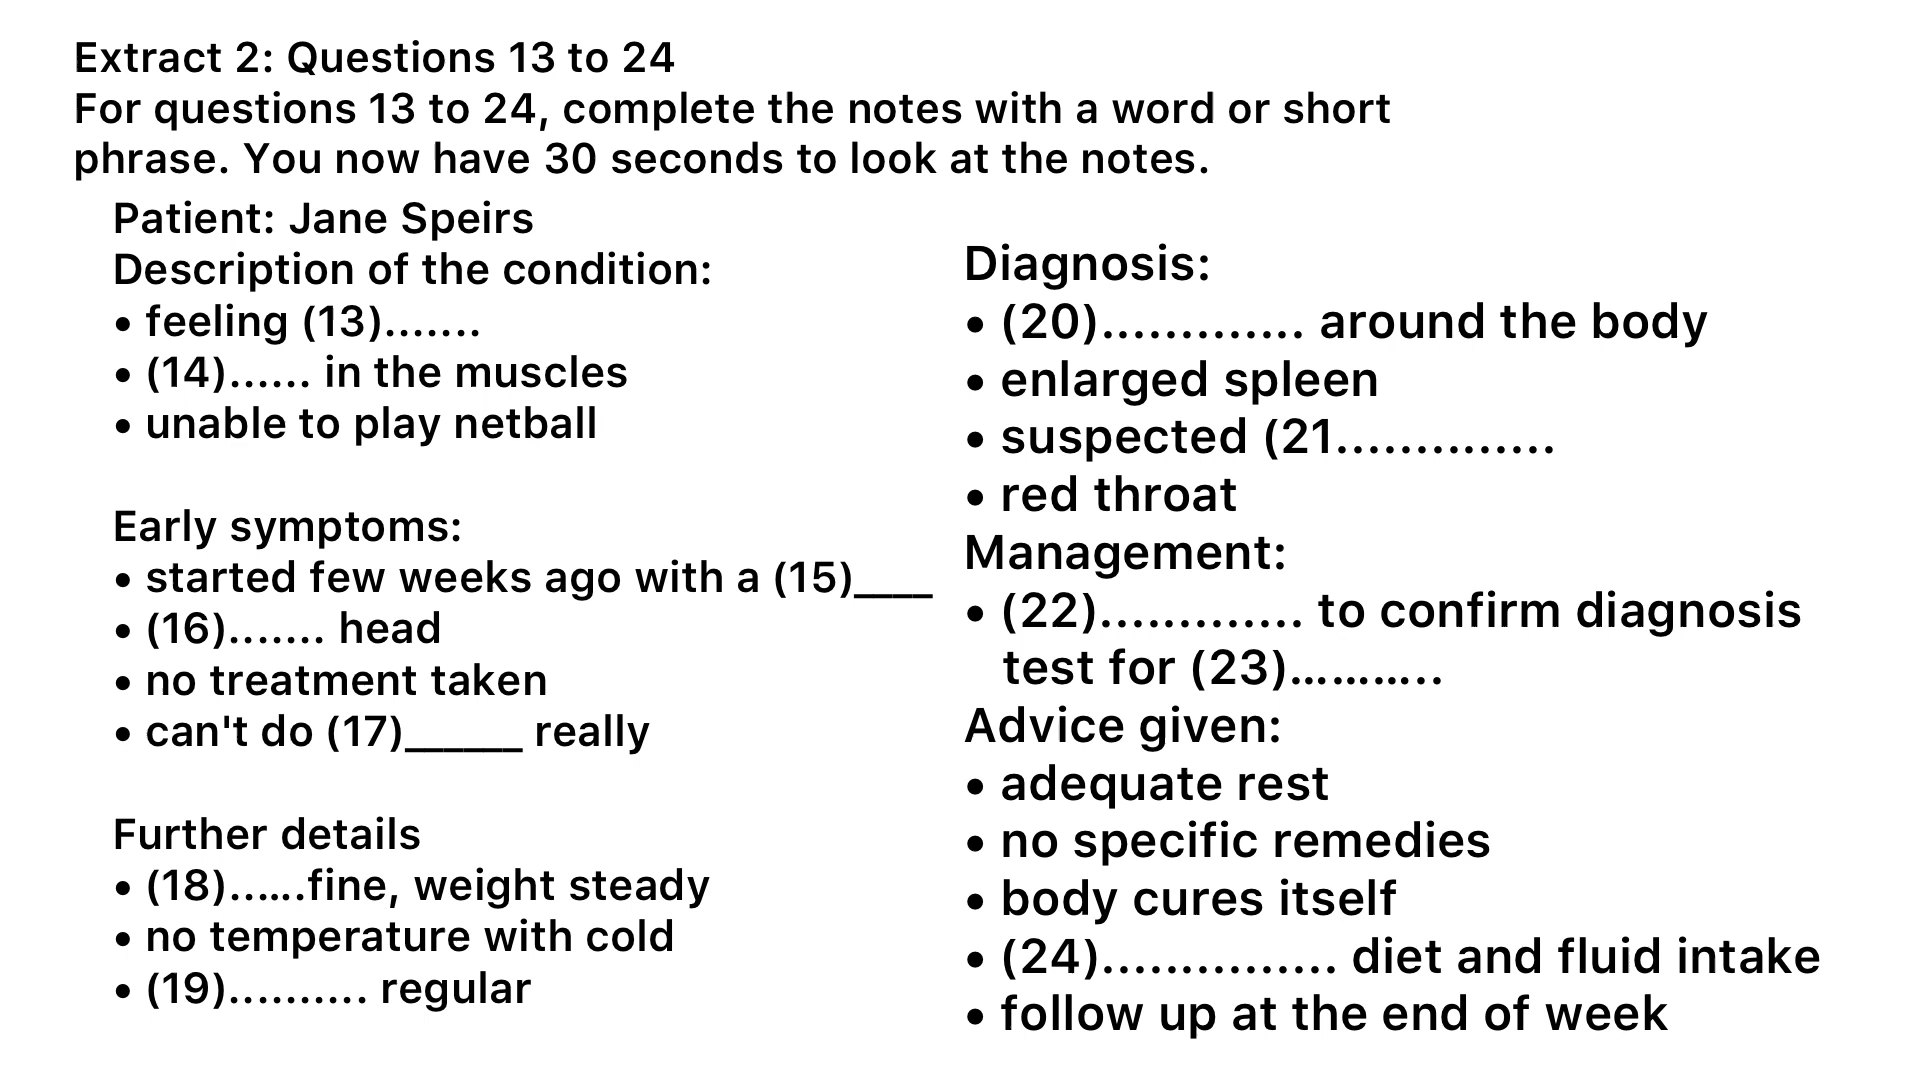 Extract 2: Questions 13 to 24
For questions 13 to 24, complete the notes with a word or short
phrase. You now have 30 seconds to look at the notes.
Patient: Jane Speirs
Description of the condition:
• feeling (13).......
• (14)...... in the muscles
• unable to play netball
Early symptoms:
• started few weeks ago with a (15)____
• (16)....... head
• no treatment taken
• can't do (17)______ really
Further details
• (18)......fine, weight steady
• no temperature with cold
• (19).......... regular
Diagnosis:
• (20)............. around the body
• enlarged spleen
• suspected (21..............
• red throat
Management:
• (22)............. to confirm diagnosis
test for (23)...........
Advice given:
• adequate rest
• no specific remedies
• body cures itself
• (24)............... diet and fluid intake
• follow up at the end of week